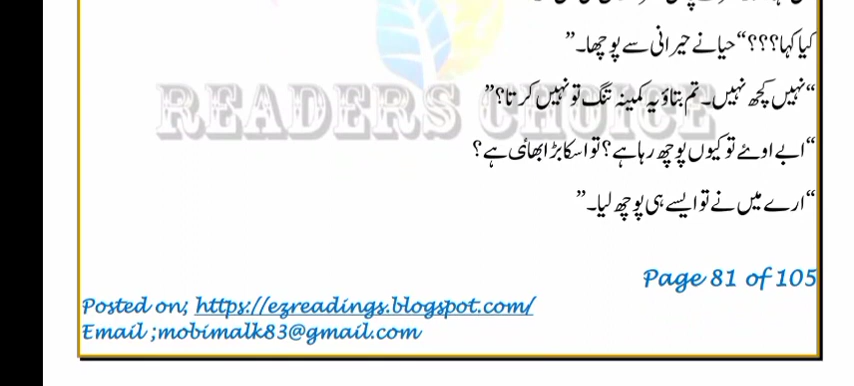 کیا کہا؟؟؟“حیا نے حیرانی سے پوچھا۔”
“نہیں کچھ نہیں۔تم بتاؤ یہ کمینہ تنگ تو نہیں کرتا؟”
READERS CHOICE
“ابے اوئے تو کیوں پوچھ رہا ہے؟تو اسکا بڑا بھائی ہے؟
“ارے میں نے تو ایسے ہی پوچھ لیا۔”
Page 81 of 105
Posted on; https://ezreadings.blogspot.com/
Email ;mobimalk83@gmail.com